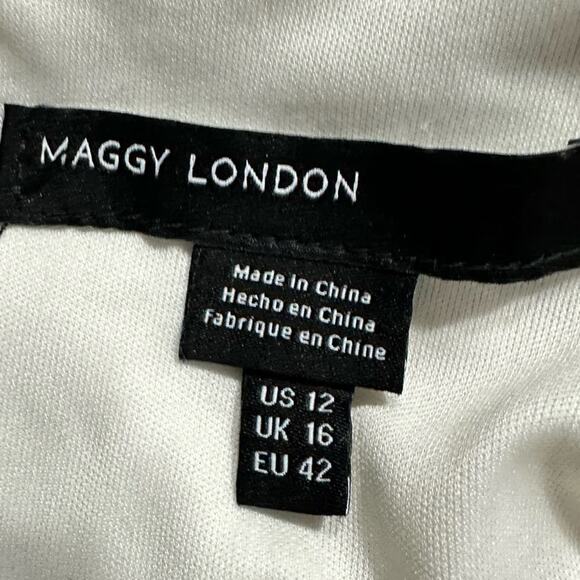 MAGGY LONDON
Made in China
Hecho en China
Fabrique en Chine
US 12
UK 16
EU 42